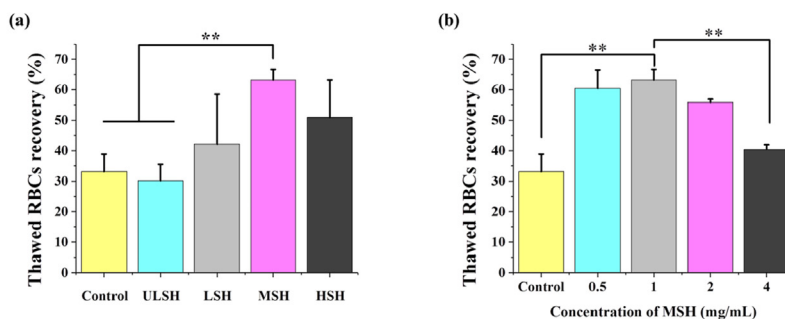 (a)
Thawed RBCs recovery (%)
70
60
50
40
30
20
10
0
**
Control ULSH LSH MSH HSH
(b)
Thawed RBCs recovery (%)
70
60
50
40
30
20
10
0
**
**
Control 0.5 1 2 4
Concentration of MSH (mg/mL)